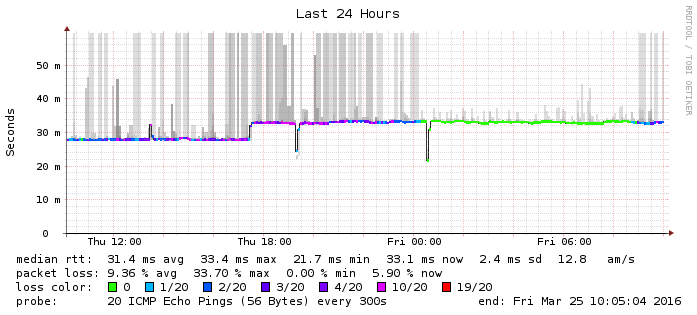 Last 24 Hours
RRDTOOL / TOBI OETIKER
Seconds
50 m
40 m
30 m
20 m
10 m
0
Thu 12:00 Thu 18:00 Fri 00:00 Fri 06:00
median rtt: 31.4 ms avg 33.4 ms max 21.7 ms min 33.1 ms now 2.4 ms sd 12.8 am/s
packet loss: 9.36 % avg 33.70 % max 0.00 % min 5.90 % now
loss color: 0 1/20 2/20 3/20 4/20 10/20 19/20
probe: 20 ICMP Echo Pings (56 Bytes) every 300s end: Fri Mar 25 10:05:04 2016